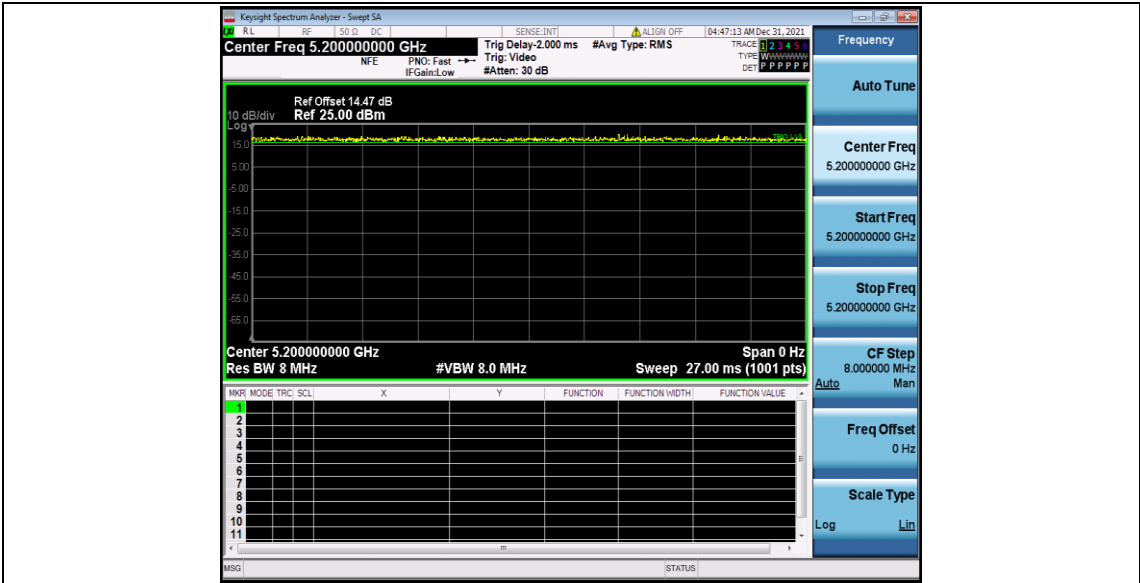 Keysight Spectrum Analyzer - Swept SA
RL RF 50 Ω DC SENSE:INT ALIGN OFF 04:47:13 AM Dec 31, 2021
Center Freq 5.200000000 GHz
NFE PNO: Fast IFGain:Low
Trig Delay-2.000 ms #Avg Type: RMS
Trig: Video
#Atten: 30 dB
TRACE 1 2 3 4 5 6
TYPE W
DET P P P P P P
Ref Offset 14.47 dB
10 dB/div Ref 25.00 dBm
Log
15.0
5.00
-5.00
-15.0
-25.0
-35.0
-45.0
-55.0
-65.0
Center 5.200000000 GHz Span 0 Hz
Res BW 8 MHz #VBW 8.0 MHz Sweep 27.00 ms (1001 pts)
MKR MODE TRC SCL X Y FUNCTION FUNCTION WIDTH FUNCTION VALUE
1
2
3
4
5
6
7
8
9
10
11
MSG STATUS
Frequency
Auto Tune
Center Freq
5.200000000 GHz
Start Freq
5.200000000 GHz
Stop Freq
5.200000000 GHz
CF Step
8.000000 MHz
Auto Man
Freq Offset
0 Hz
Scale Type
Log Lin